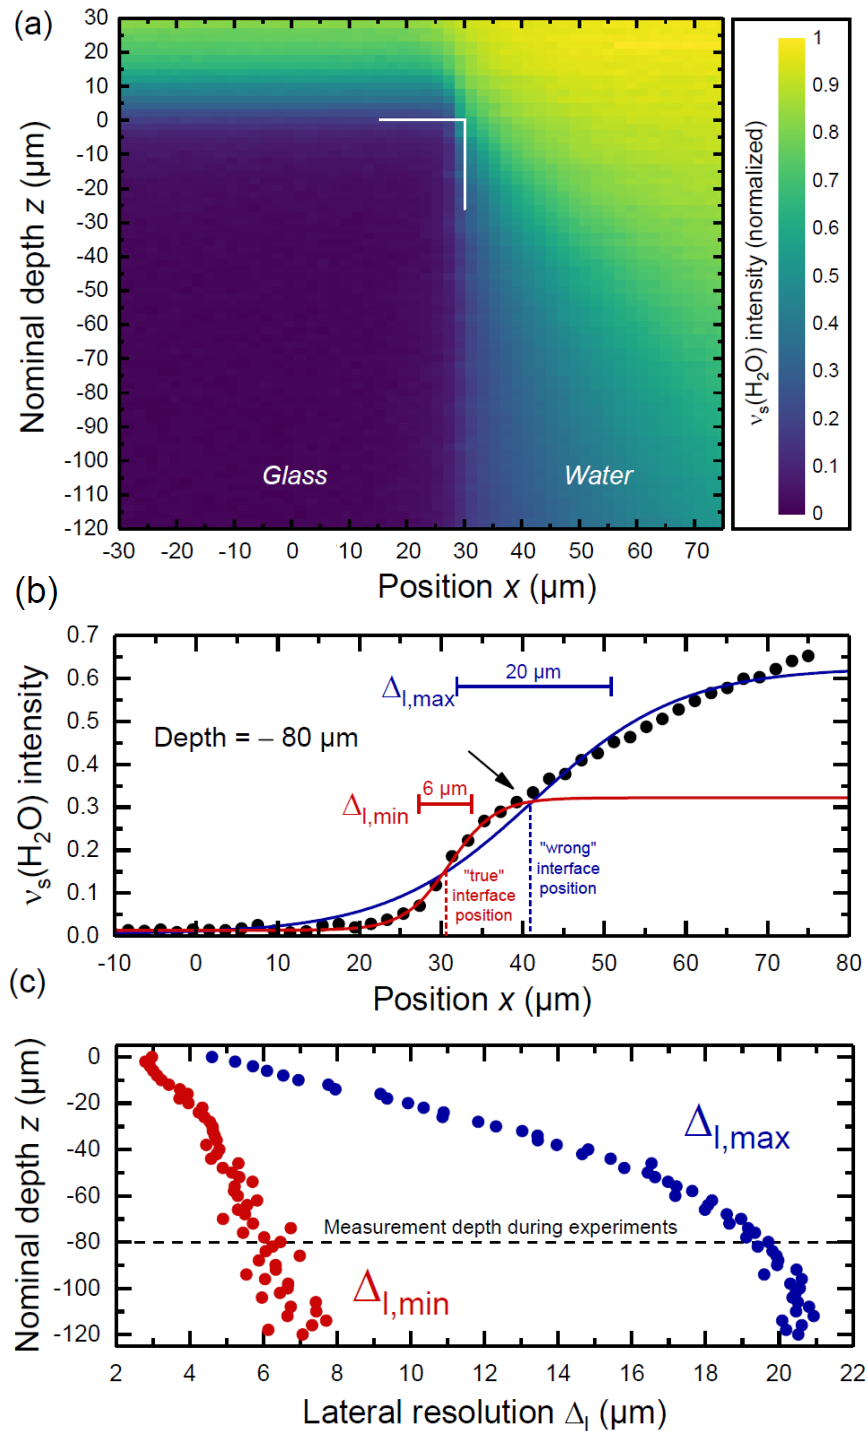 (a)
30
20
10
0
-10
-20
-30
-40
-50
-60
-70
-80
-90
-100
-110
-120
Nominal depth z (µm)
Glass
Water
-30 -20 -10 0 10 20 30 40 50 60 70
Position x (µm)
1
0.9
0.8
0.7
0.6
0.5
0.4
0.3
0.2
0.1
0
νs(H2O) intensity (normalized)
(b)
0.7
0.6
0.5
0.4
0.3
0.2
0.1
0.0
νs(H2O) intensity
Δl,max
20 µm
Depth = – 80 µm
Δl,min
6 µm
"true"
interface
position
"wrong"
interface
position
-10 0 10 20 30 40 50 60 70 80
Position x (µm)
(c)
0
-20
-40
-60
-80
-100
-120
Nominal depth z (µm)
Δl,max
Measurement depth during experiments
Δl,min
2 4 6 8 10 12 14 16 18 20 22
Lateral resolution Δl (µm)